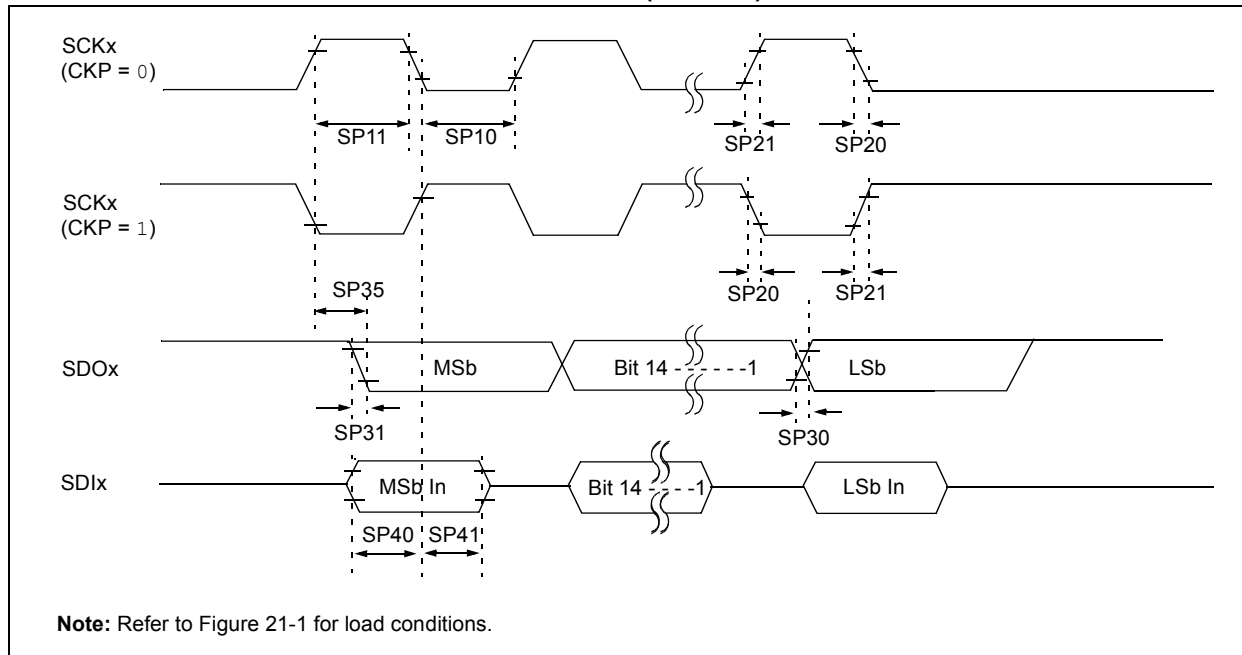 SCKx
(CKP = 0)
SP11
SP10
SP21
SP20
SCKx
(CKP = 1)
SP35
SP20
SP21
SDOx
MSb
Bit 14 - - - - - -1
LSb
SP31
SP30
SDIx
MSb In
Bit 14 - - - -1
LSb In
SP40
SP41
Note: Refer to Figure 21-1 for load conditions.